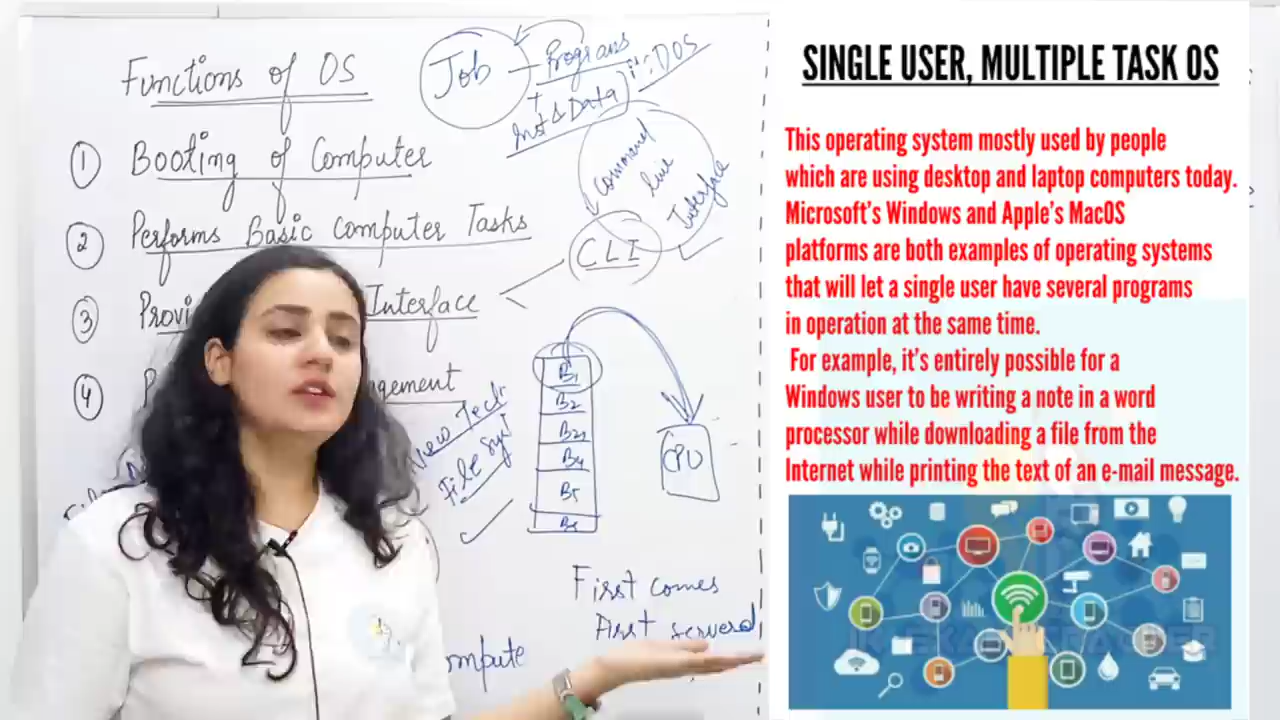 Functions of OS
1 Booting of Computer
2 Performs Basic Computer Tasks
3 Provi Interface
4 P gement
Job
Programs
+
Inst & Data
DOS
Command
line
Interface
CLI
New Tech
File Syst
B1
B2
B4
B5
B6
CPU
First comes
First servered
ompute
SINGLE USER, MULTIPLE TASK OS
This operating system mostly used by people
which are using desktop and laptop computers today.
Microsoft's Windows and Apple's MacOS
platforms are both examples of operating systems
that will let a single user have several programs
in operation at the same time.
For example, it's entirely possible for a
Windows user to be writing a note in a word
processor while downloading a file from the
Internet while printing the text of an e-mail message.